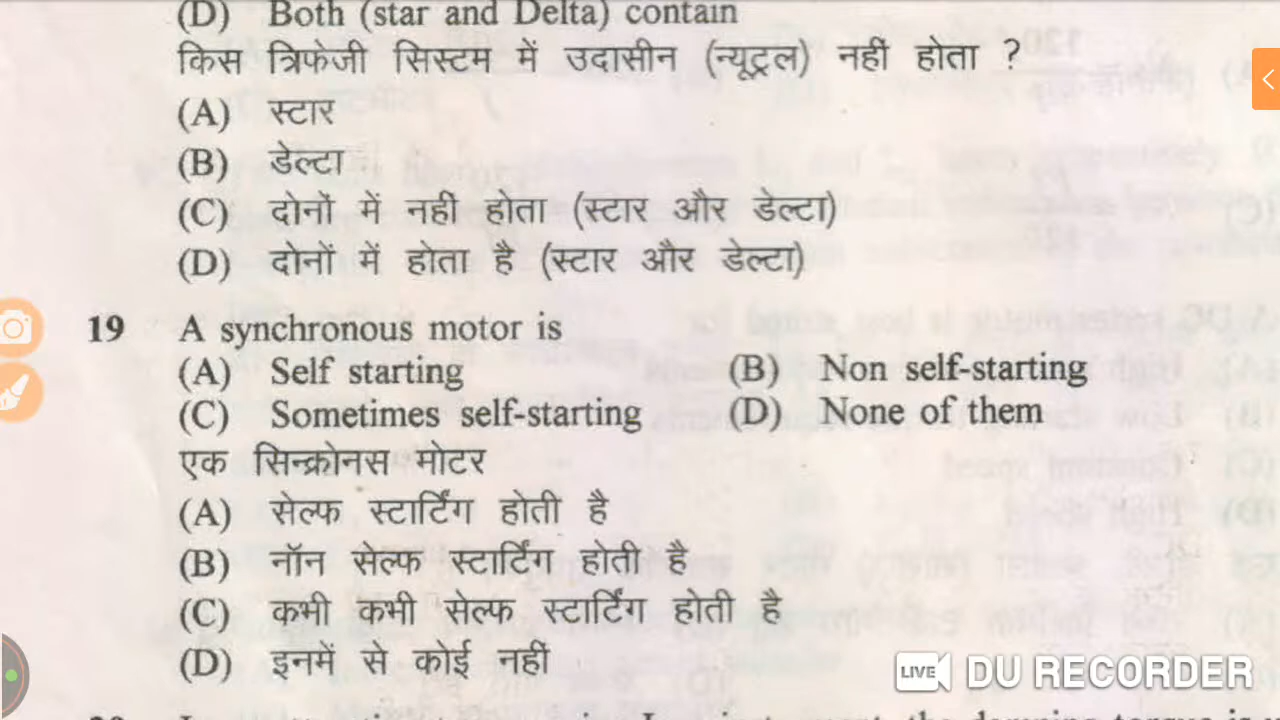 (D) Both (star and Delta) contain
किस त्रिफेजी सिस्टम में उदासीन (न्यूट्रल) नही होता ?
(A) स्टार
(B) डेल्टा
(C) दोनों में नही होता (स्टार और डेल्टा)
(D) दोनों में होता है (स्टार और डेल्टा)
19 A synchronous motor is
(A) Self starting (B) Non self-starting
(C) Sometimes self-starting (D) None of them
एक सिन्क्रोनस मोटर
(A) सेल्फ स्टार्टिंग होती है
(B) नॉन सेल्फ स्टार्टिंग होती है
(C) कभी कभी सेल्फ स्टार्टिंग होती है
(D) इनमें से कोई नहीं
LIVE DU RECORDER